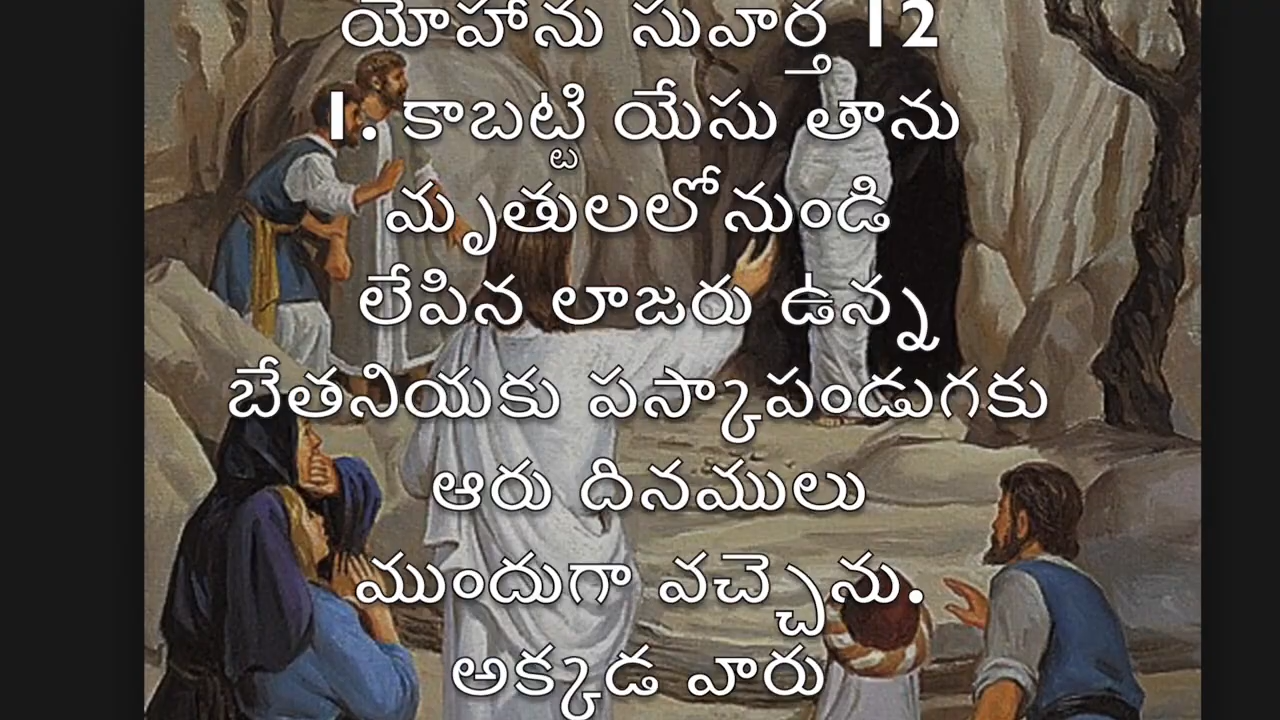 యోహాను సువార్త 12
1. కాబట్టి యేసు తాను
మృతులలోనుండి
లేపిన లాజరు ఉన్న
బేతనియకు పస్కాపండుగకు
ఆరు దినములు
ముందుగా వచ్చెను.
అక్కడ వారు